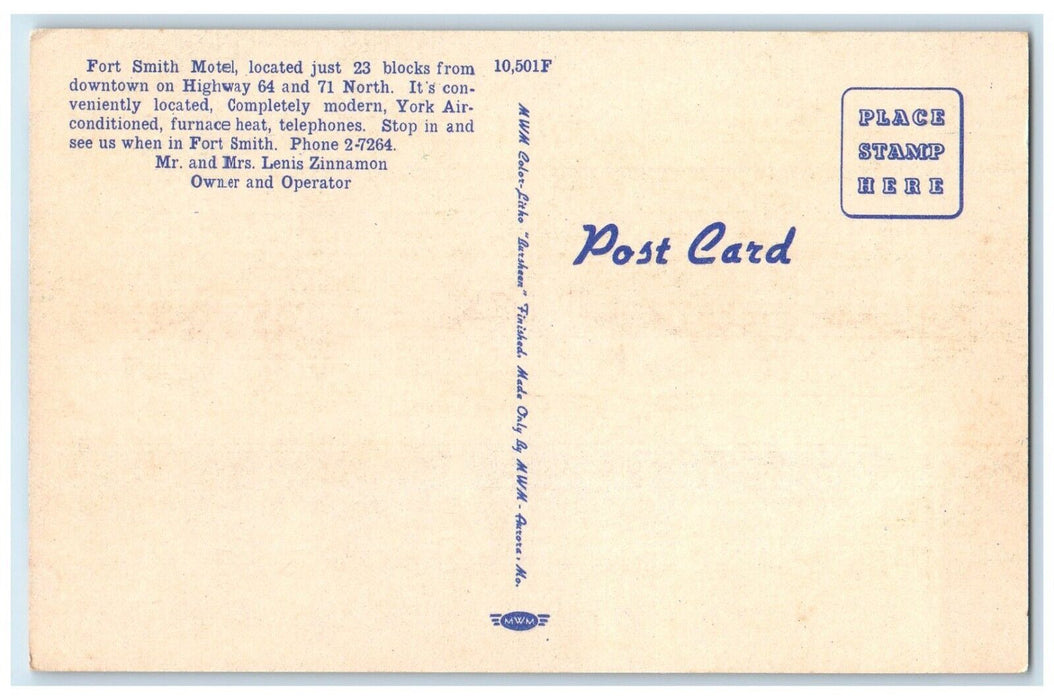 Fort Smith Motel, located just 23 blocks from
downtown on Highway 64 and 71 North. It's con-
veniently located, Completely modern, York Air-
conditioned, furnace heat, telephones. Stop in and
see us when in Fort Smith. Phone 2-7264.
Mr. and Mrs. Lenis Zinnamon
Owner and Operator
10,501F
MWM Color-Litho "Varsheen" Finished. Made Only By MWM - Aurora, Mo.
MWM
Post Card
PLACE
STAMP
HERE